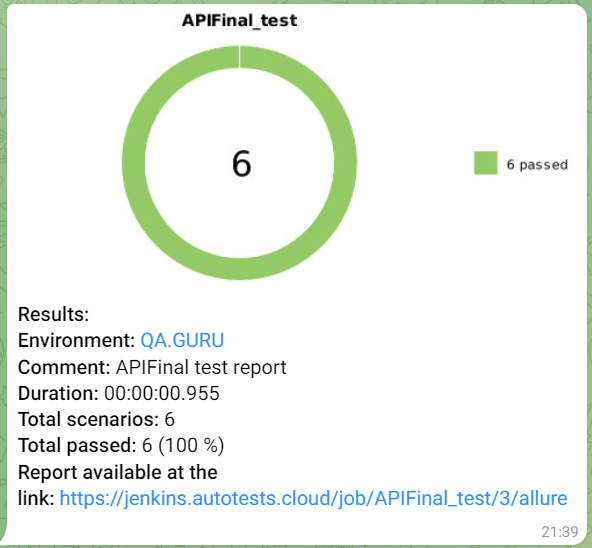 APIFinal_test
6
6 passed
Results:
Environment: QA.GURU
Comment: APIFinal test report
Duration: 00:00:00.955
Total scenarios: 6
Total passed: 6 (100 %)
Report available at the
link: https://jenkins.autotests.cloud/job/APIFinal_test/3/allure
21:39